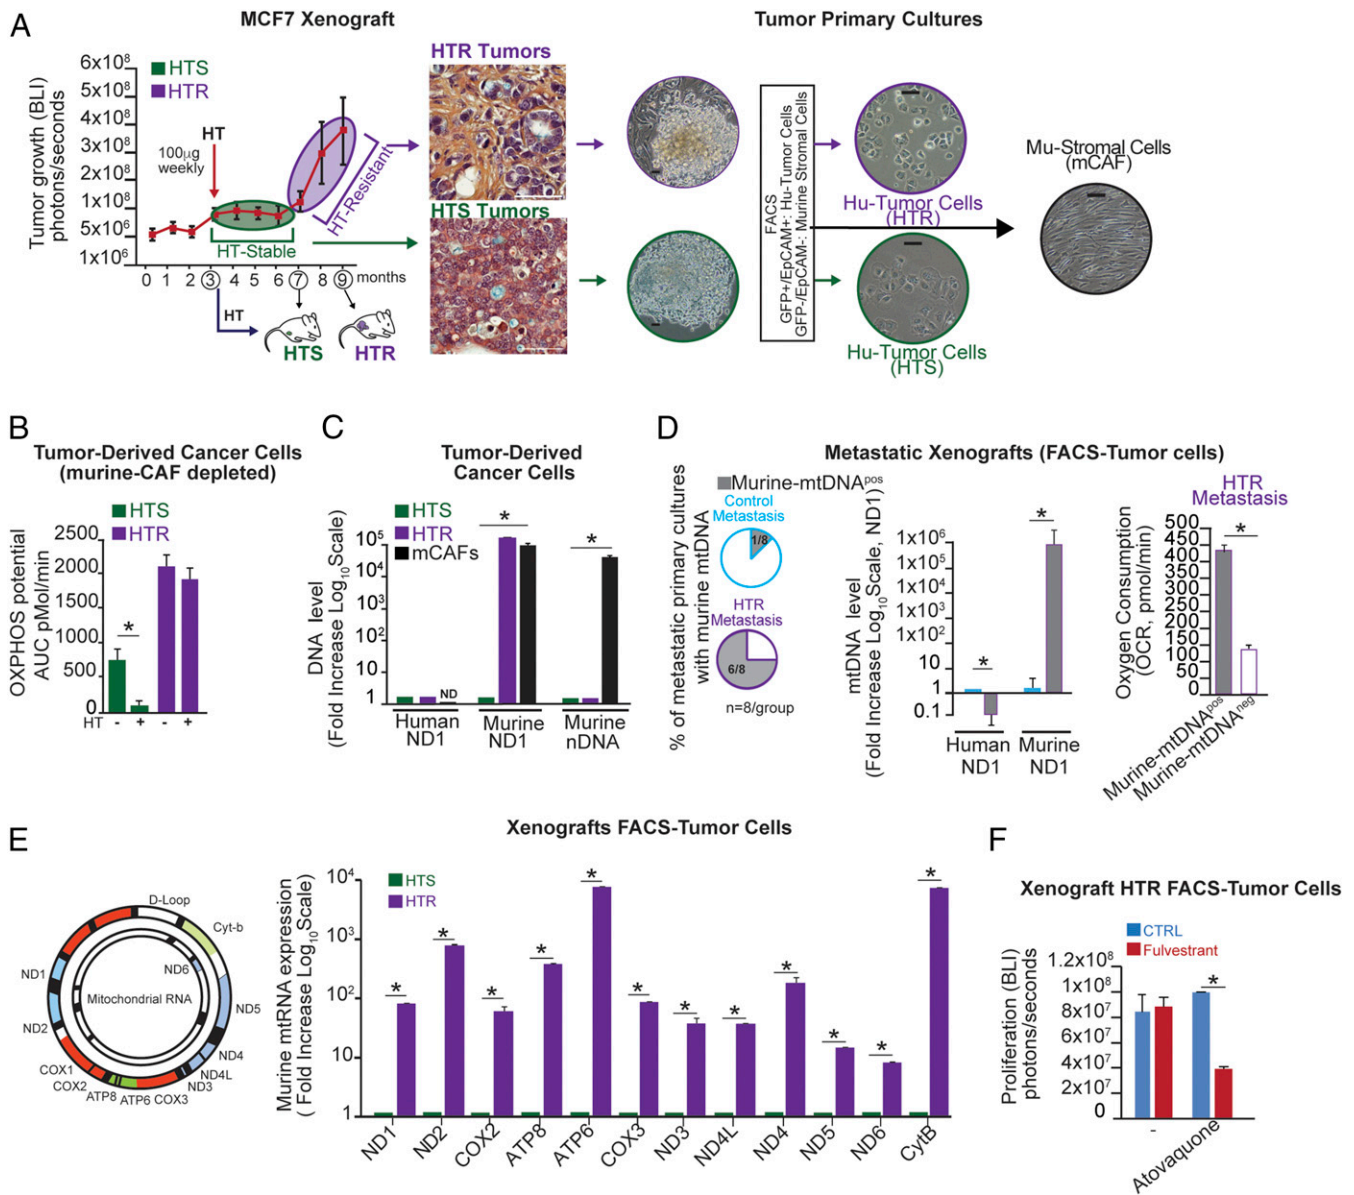 A
MCF7 Xenograft
Tumor Primary Cultures
Tumor growth (BLI)
photons/seconds
6x10⁸
5x10⁸
4x10⁸
3x10⁸
2x10⁸
1x10⁸
5x10⁶
1x10⁶
HTS
HTR
HT
100µg
weekly
HT-Stable
HT-Resistant
0 1 2 3 4 5 6 7 8 9 months
HT
HTS
HTR
HTR Tumors
HTS Tumors
FACS
GFP+/EpCAM+: Hu-Tumor Cells
GFP-/EpCAM-: Murine Stromal Cells
Hu-Tumor Cells
(HTR)
Hu-Tumor Cells
(HTS)
Mu-Stromal Cells
(mCAF)
B
Tumor-Derived Cancer Cells
(murine-CAF depleted)
OXPHOS potential
AUC pMol/min
HTS
HTR
2500
2000
1500
1000
500
0
*
HT - + - +
C
Tumor-Derived
Cancer Cells
DNA level
(Fold Increase Log₁₀Scale)
HTS
HTR
mCAFs
10⁵
10⁴
10³
10²
10
1
* *
ND
Human
ND1
Murine
ND1
Murine
nDNA
D
Metastatic Xenografts (FACS-Tumor cells)
% of metastatic primary cultures
with murine mtDNA
Murine-mtDNAᵖᵒˢ
Control
Metastasis
1/8
HTR
Metastasis
6/8
n=8/group
mtDNA level
(Fold Increase Log₁₀Scale, ND1)
1x10⁶
1x10⁵
1x10⁴
1x10³
1x10²
10
1
0.1
* *
Human
ND1
Murine
ND1
HTR
Metastasis
Oxygen Consumption
(OCR, pmol/min)
450
400
350
300
250
200
150
100
50
0
*
Murine-mtDNAᵖᵒˢ
Murine-mtDNAⁿᵉᵍ
E
Xenografts FACS-Tumor Cells
D-Loop
Cyt-b
ND1
ND6
Mitochondrial RNA
ND5
ND2
ND4
COX1
ND4L
COX2
ND3
ATP8
ATP6
COX3
Murine mtRNA expression
( Fold Increase Log₁₀Scale)
HTS
HTR
10⁴
10³
10²
10
1
* * * * * * * * * * * *
ND1 ND2 COX2 ATP8 ATP6 COX3 ND3 ND4L ND4 ND5 ND6 CytB
F
Xenograft HTR FACS-Tumor Cells
Proliferation (BLI)
photons/seconds
CTRL
Fulvestrant
1.2x10⁸
1x10⁸
8x10⁷
6x10⁷
4x10⁷
2x10⁷
0
*
-
Atovaquone